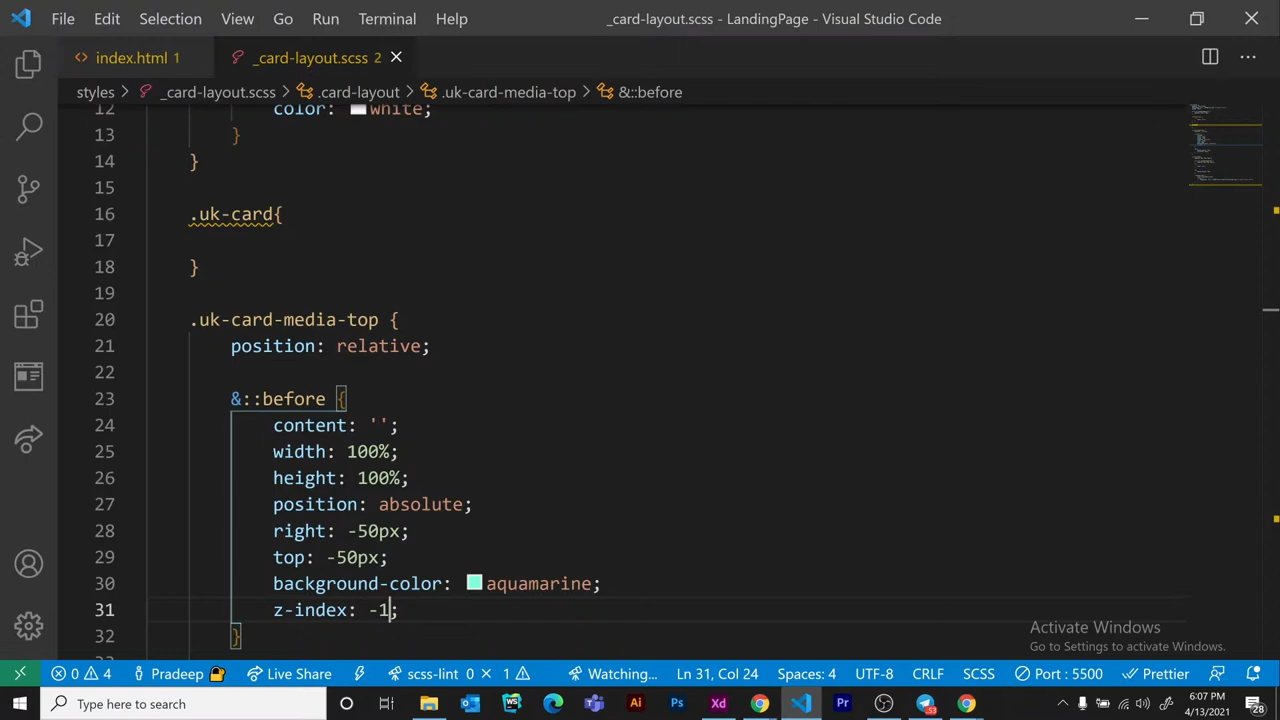 File Edit Selection View Go Run Terminal Help _card-layout.scss - LandingPage - Visual Studio Code
index.html 1 _card-layout.scss 2
styles > _card-layout.scss > .card-layout > .uk-card-media-top > &::before
12 color: white;
13 }
14 }
15
16 .uk-card{
17
18 }
19
20 .uk-card-media-top {
21 position: relative;
22
23 &::before {
24 content: '';
25 width: 100%;
26 height: 100%;
27 position: absolute;
28 right: -50px;
29 top: -50px;
30 background-color: aquamarine;
31 z-index: -1;
32 }
Activate Windows
Go to Settings to activate Windows.
0 4 Pradeep Live Share scss-lint 0 1 Watching... Ln 31, Col 24 Spaces: 4 UTF-8 CRLF SCSS Port : 5500 Prettier
Type here to search Ai Ps Xd Pr 53 6:07 PM
4/13/2021 28